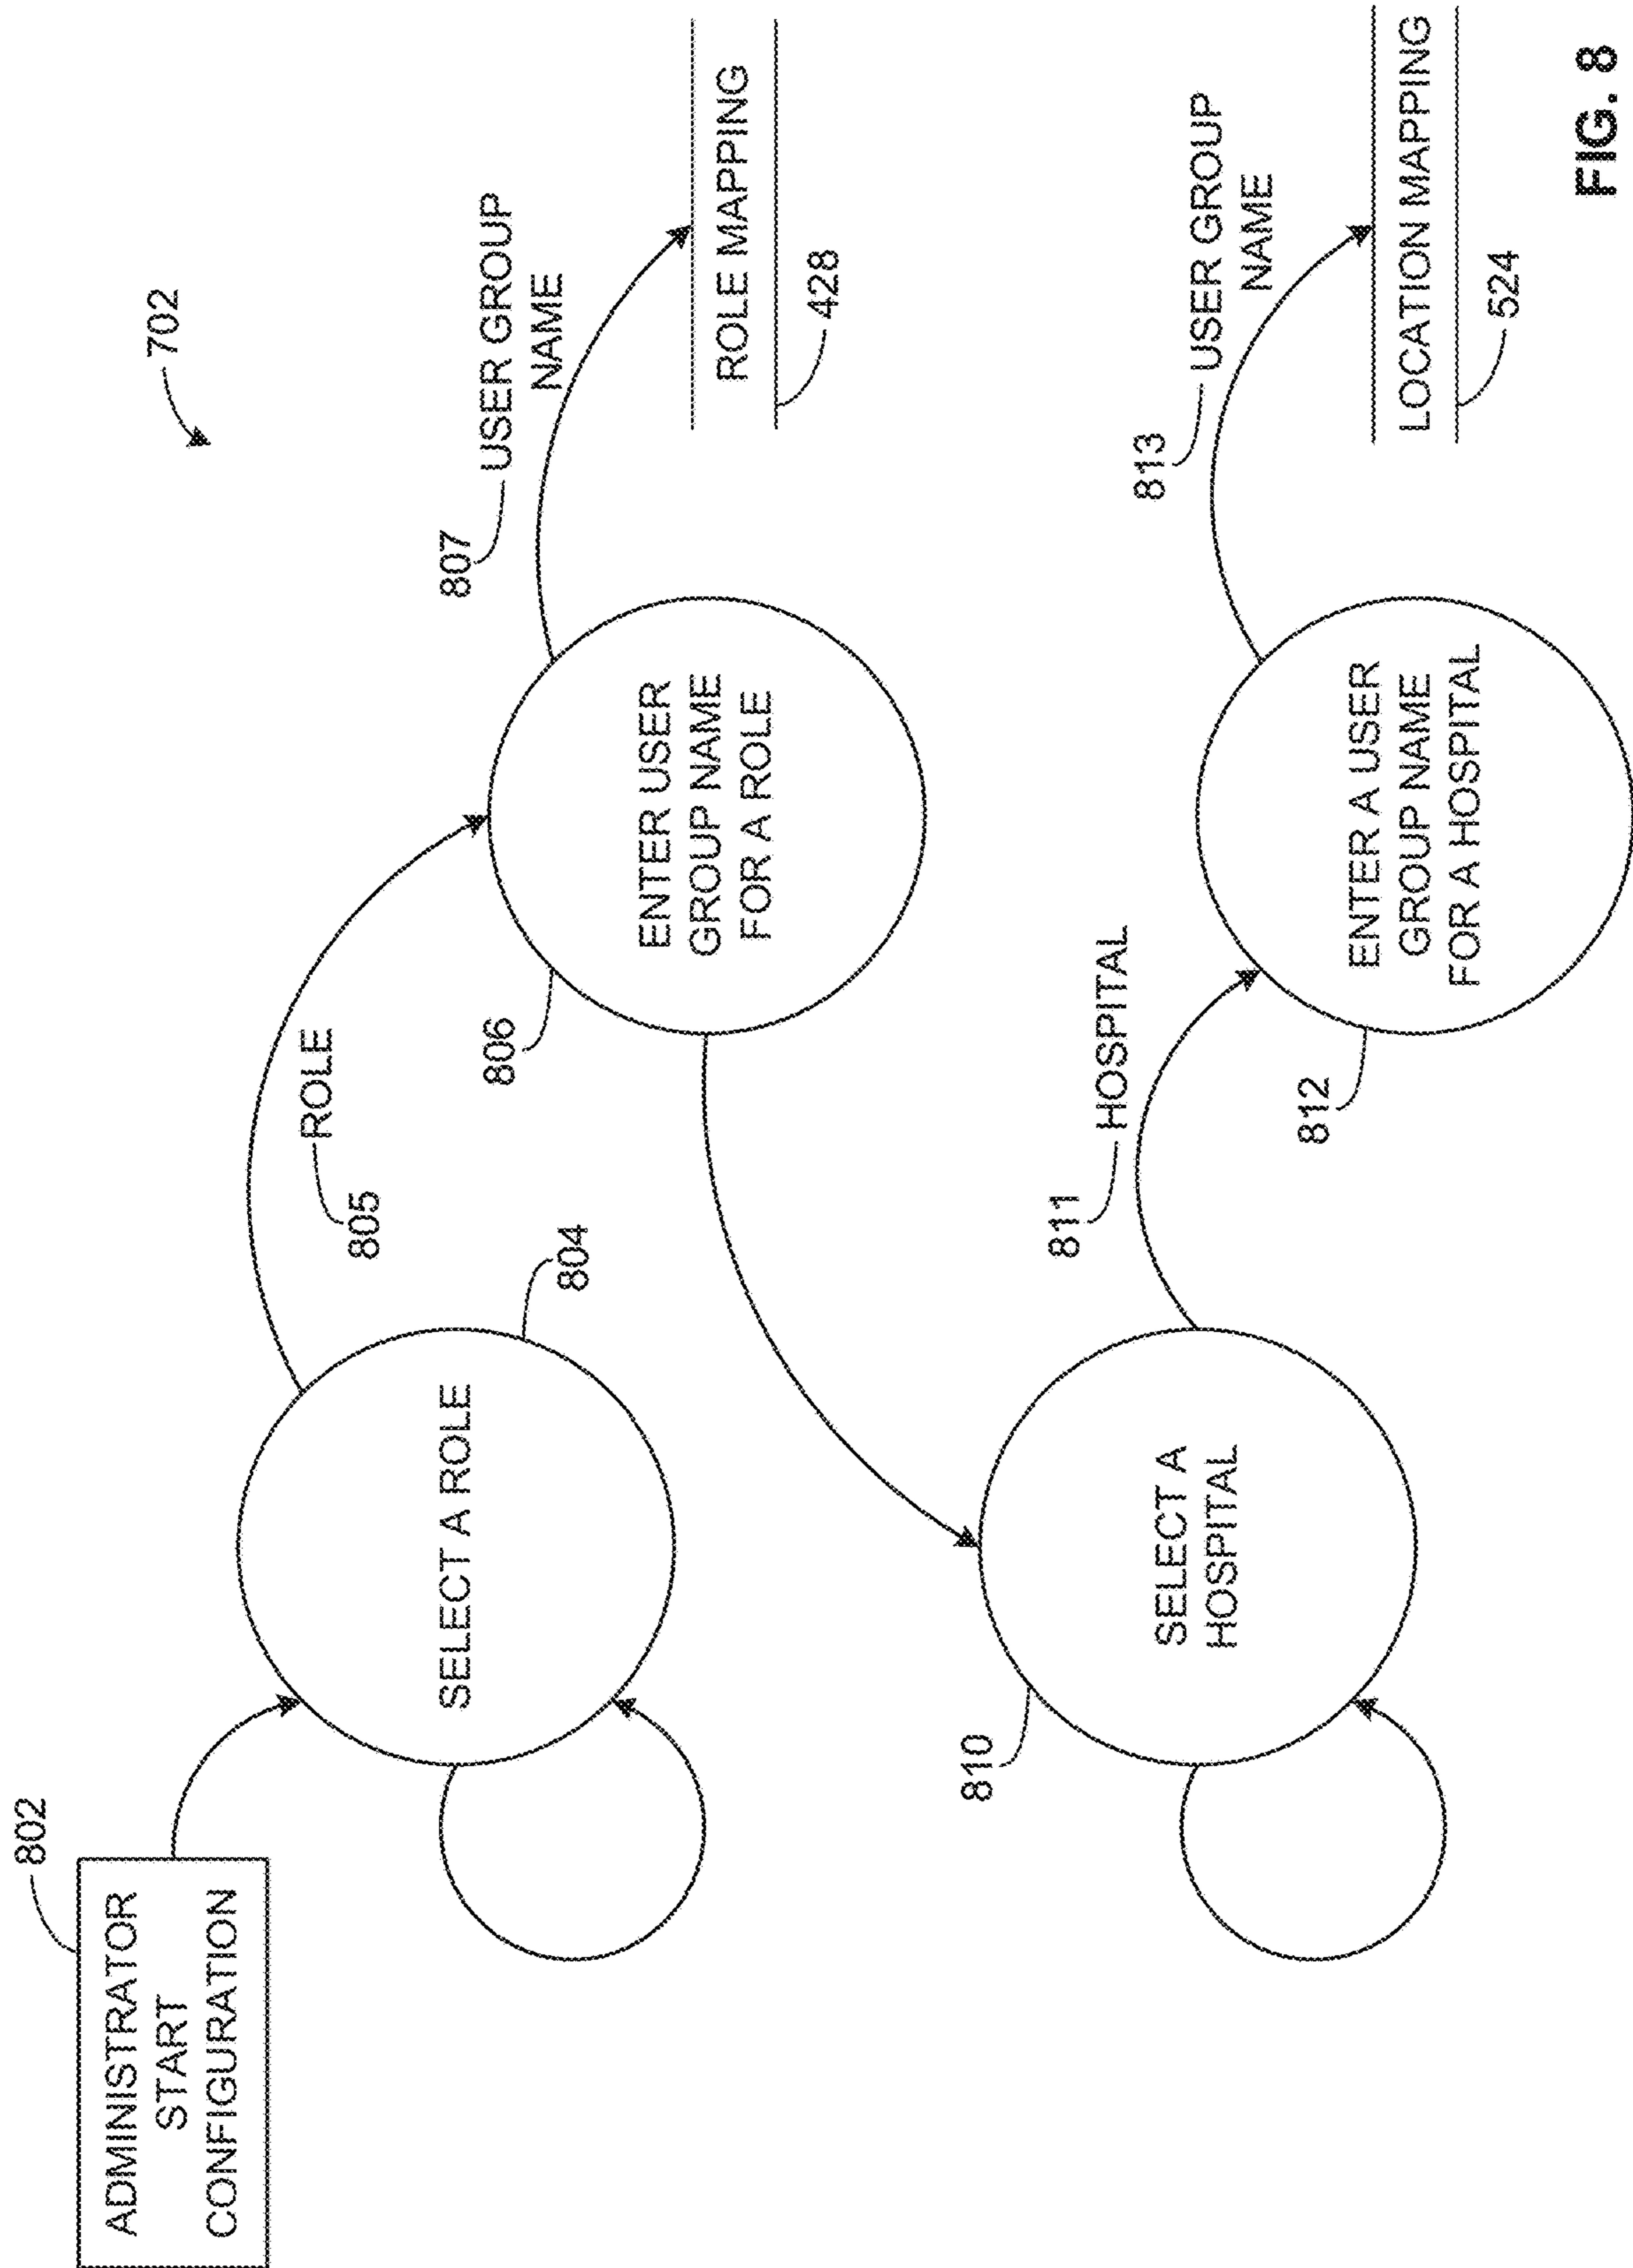 702
802
ADMINISTRATOR
START
CONFIGURATION
SELECT A ROLE
804
ROLE
805
ENTER USER
GROUP NAME
FOR A ROLE
806
807
USER GROUP
NAME
ROLE MAPPING
428
SELECT A
HOSPITAL
810
HOSPITAL
811
ENTER A USER
GROUP NAME
FOR A HOSPITAL
812
813
USER GROUP
NAME
LOCATION MAPPING
524
FIG. 8